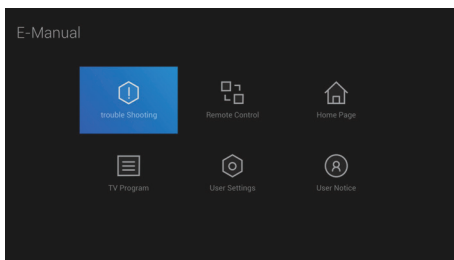 E-Manual
trouble Shooting
Remote Control
Home Page
TV Program
User Settings
User Notice